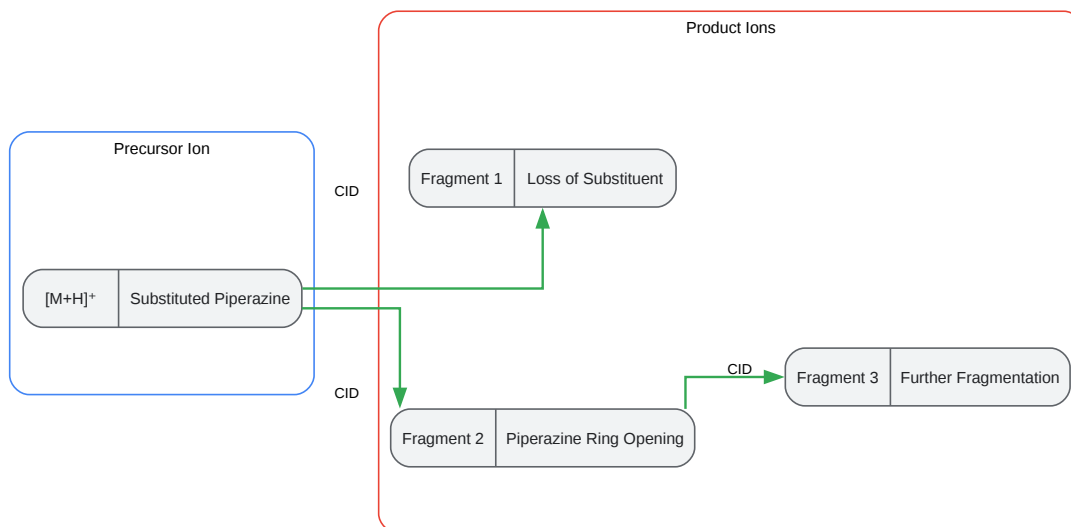 Product Ions
Precursor Ion
CID
Fragment 1 Loss of Substituent
[M+H]⁺ Substituted Piperazine
CID
CID
Fragment 3 Further Fragmentation
Fragment 2 Piperazine Ring Opening